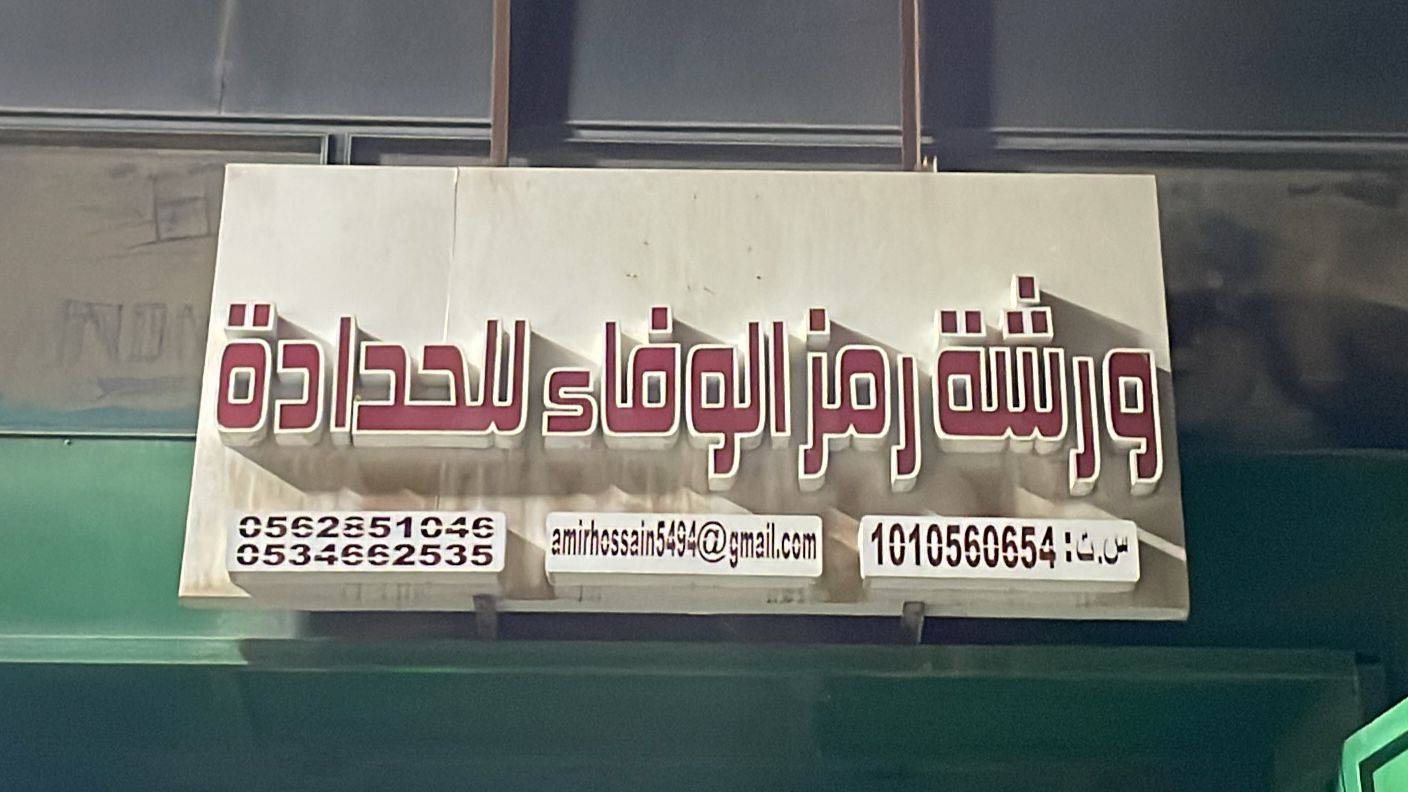 ورشة رمز الوفاء للحدادة
س.ت: 1010560654
amirhossain5494@gmail.com
0562851046
0534662535